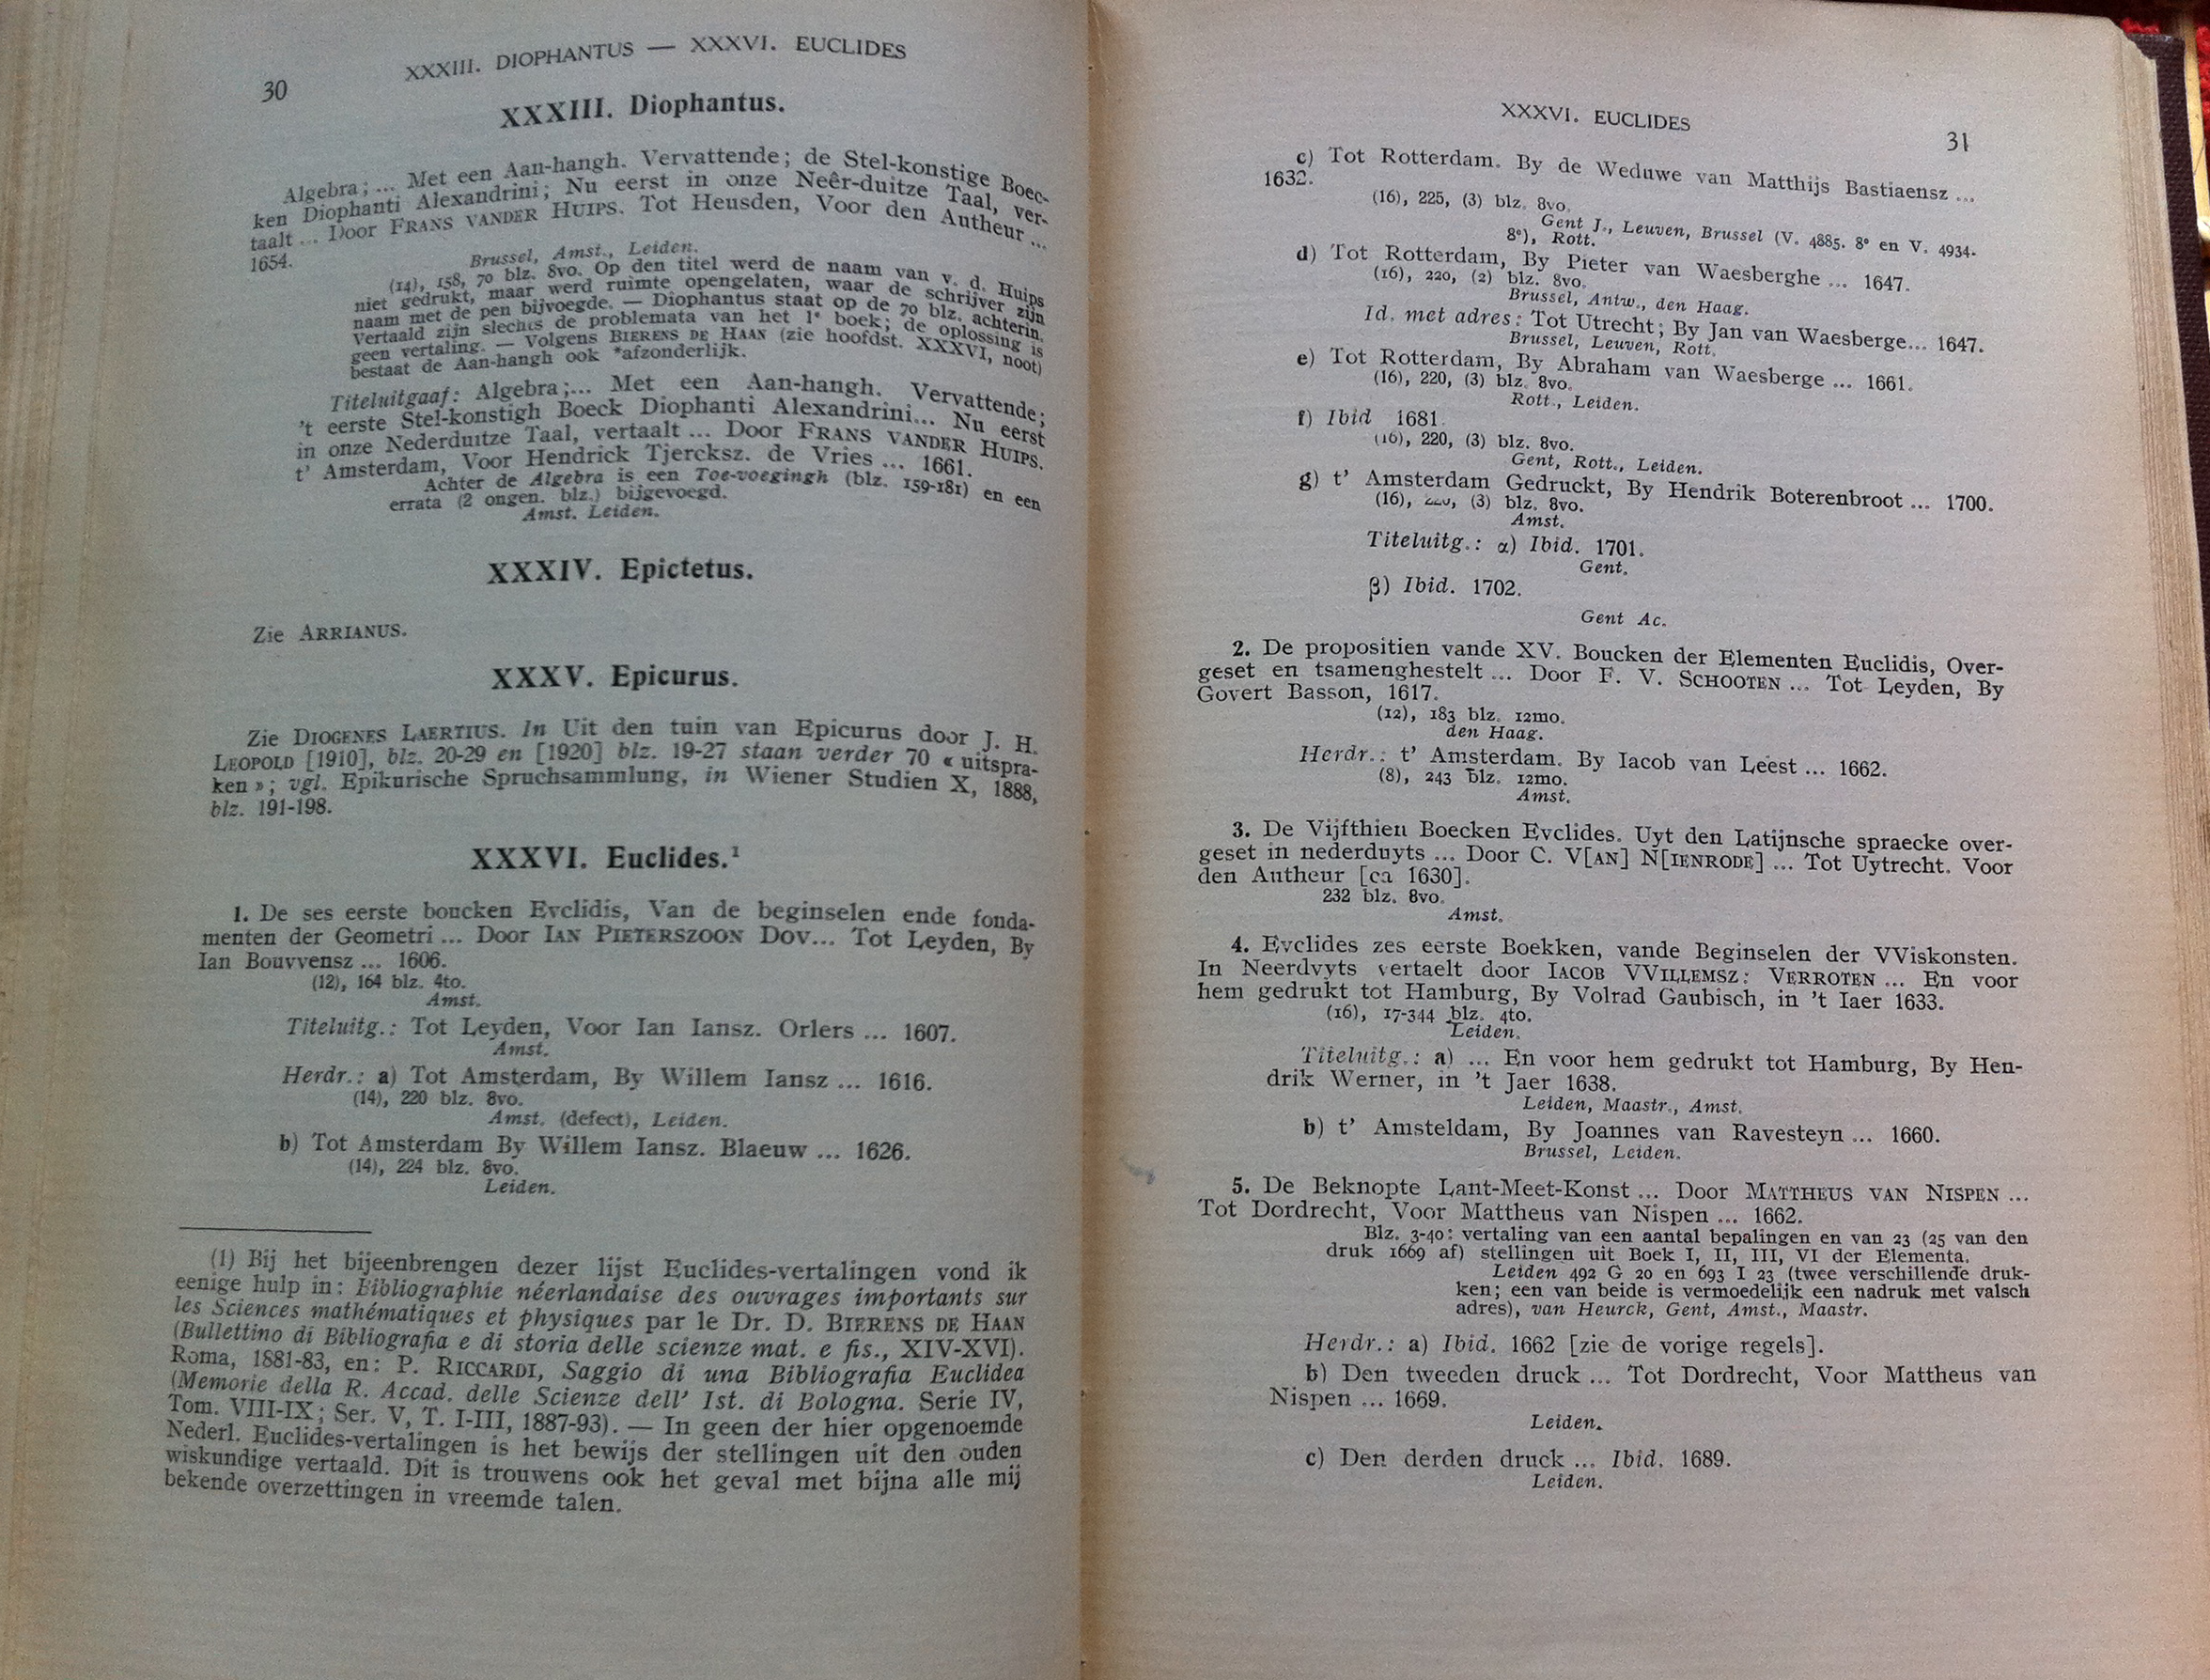 30
XXXIII. DIOPHANTUS — XXXVI. EUCLIDES
XXXIII. Diophantus.
Algebra;... Met een Aan-hangh. Vervattende; de Stel-konstige Boec-
ken Diophanti Alexandrini; Nu eerst in onze Neêr-duitze Taal, ver-
taalt ... Door FRANS VANDER HUIPS. Tot Heusden, Voor den Autheur ...
1654.
Brussel, Amst., Leiden.
(14), 158, 70 blz. 8vo. Op den titel werd de naam van v. d. Huips
niet gedrukt, maar werd ruimte opengelaten, waar de schrijver zijn
naam met de pen bijvoegde. — Diophantus staat op de 70 blz. achterin.
Vertaald zijn slechts de problemata van het 1e boek; de oplossing is
geen vertaling. — Volgens BIERENS DE HAAN (zie hoofdst. XXXVI, noot)
bestaat de Aan-hangh ook *afzonderlijk.
Titeluitgaaf: Algebra;... Met een Aan-hangh. Vervattende;
't eerste Stel-konstigh Boeck Diophanti Alexandrini... Nu eerst
in onze Nederduitze Taal, vertaalt ... Door FRANS VANDER HUIPS.
t' Amsterdam, Voor Hendrick Tjercksz. de Vries ... 1661.
Achter de Algebra is een Toe-voegingh (blz. 159-181) en een
errata (2 ongen. blz.) bijgevoegd.
Amst. Leiden.
XXXIV. Epictetus.
Zie ARRIANUS.
XXXV. Epicurus.
Zie DIOGENES LAERTIUS. In Uit den tuin van Epicurus door J. H.
LEOPOLD [1910], blz. 20-29 en [1920] blz. 19-27 staan verder 70 « uitspra-
ken »; vgl. Epikurische Spruchsammlung, in Wiener Studien X, 1888,
blz. 191-198.
XXXVI. Euclides.¹
1. De ses eerste boucken Evclidis, Van de beginselen ende fonda-
menten der Geometri ... Door IAN PIETERSZOON DOV... Tot Leyden, By
Ian Bouvvensz ... 1606.
(12), 164 blz. 4to.
Amst.
Titeluitg.: Tot Leyden, Voor Ian Iansz. Orlers ... 1607.
Amst.
Herdr.: a) Tot Amsterdam, By Willem Iansz ... 1616.
(14), 220 blz. 8vo.
Amst. (defect), Leiden.
b) Tot Amsterdam By Willem Iansz. Blaeuw ... 1626.
(14), 224 blz. 8vo.
Leiden.
(1) Bij het bijeenbrengen dezer lijst Euclides-vertalingen vond ik
eenige hulp in: Bibliographie néerlandaise des ouvrages importants sur
les Sciences mathématiques et physiques par le Dr. D. BIERENS DE HAAN
(Bullettino di Bibliografia e di storia delle scienze mat. e fis., XIV-XVI).
Roma, 1881-83, en: P. RICCARDI, Saggio di una Bibliografia Euclidea
(Memorie della R. Accad. delle Scienze dell' Ist. di Bologna. Serie IV,
Tom. VIII-IX; Ser. V, T. I-III, 1887-93). — In geen der hier opgenoemde
Nederl. Euclides-vertalingen is het bewijs der stellingen uit den ouden
wiskundige vertaald. Dit is trouwens ook het geval met bijna alle mij
bekende overzettingen in vreemde talen.
XXXVI. EUCLIDES
31
c) Tot Rotterdam. By de Weduwe van Matthijs Bastiaensz ...
1632.
(16), 225, (3) blz. 8vo.
Gent J., Leuven, Brussel (V. 4885. 8° en V. 4934.
8°), Rott.
d) Tot Rotterdam, By Pieter van Waesberghe ... 1647.
(16), 220, (2) blz. 8vo.
Brussel, Antw., den Haag.
Id. met adres: Tot Utrecht; By Jan van Waesberge... 1647.
Brussel, Leuven, Rott.
e) Tot Rotterdam, By Abraham van Waesberge ... 1661.
(16), 220, (3) blz. 8vo.
Rott., Leiden.
f) Ibid 1681.
(16), 220, (3) blz. 8vo.
Gent, Rott., Leiden.
g) t' Amsterdam Gedruckt, By Hendrik Boterenbroot ... 1700.
(16), (3) blz. 8vo.
Amst.
Titeluitg.: α) Ibid. 1701.
Gent.
β) Ibid. 1702.
Gent Ac.
2. De propositien vande XV. Boucken der Elementen Euclidis, Over-
geset en tsamenghestelt ... Door F. V. SCHOOTEN ... Tot Leyden, By
Govert Basson, 1617.
(12), 183 blz. 12mo.
den Haag.
Herdr.: t' Amsterdam. By Iacob van Leest ... 1662.
(8), 243 blz. 12mo.
Amst.
3. De Vijfthien Boecken Evclides. Uyt den Latijnsche spraecke over-
geset in nederduyts ... Door C. V[AN] N[IENRODE] ... Tot Uytrecht. Voor
den Autheur [ca 1630].
232 blz. 8vo.
Amst.
4. Evclides zes eerste Boekken, vande Beginselen der VViskonsten.
In Neerdvyts vertaelt door IACOB VVILLEMSZ: VERROTEN ... En voor
hem gedrukt tot Hamburg, By Volrad Gaubisch, in 't Iaer 1633.
(16), 17-344 blz. 4to.
Leiden.
Titeluitg.: a) ... En voor hem gedrukt tot Hamburg, By Hen-
drik Werner, in 't Jaer 1638.
Leiden, Maastr., Amst.
b) t' Amsteldam, By Joannes van Ravesteyn ... 1660.
Brussel, Leiden.
5. De Beknopte Lant-Meet-Konst ... Door MATTHEUS VAN NISPEN ...
Tot Dordrecht, Voor Mattheus van Nispen ... 1662.
Blz. 3-40: vertaling van een aantal bepalingen en van 23 (25 van den
druk 1669 af) stellingen uit Boek I, II, III, VI der Elementa.
Leiden 492 G 20 en 693 I 23 (twee verschillende druk-
ken; een van beide is vermoedelijk een nadruk met valsch
adres), van Heurck, Gent, Amst., Maastr.
Herdr.: a) Ibid. 1662 [zie de vorige regels].
b) Den tweeden druck ... Tot Dordrecht, Voor Mattheus van
Nispen ... 1669.
Leiden.
c) Den derden druck ... Ibid. 1689.
Leiden.